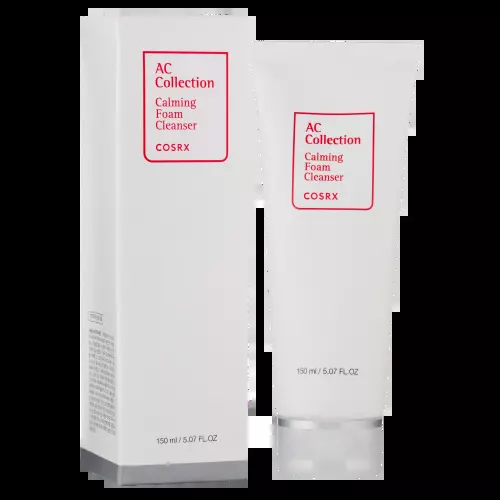 AC
Collection
Calming
Foam
Cleanser
COSRX
150 ml / 5.07 FL.OZ
AC
Collection
Calming
Foam
Cleanser
COSRX
150 ml / 5.07 FL.OZ